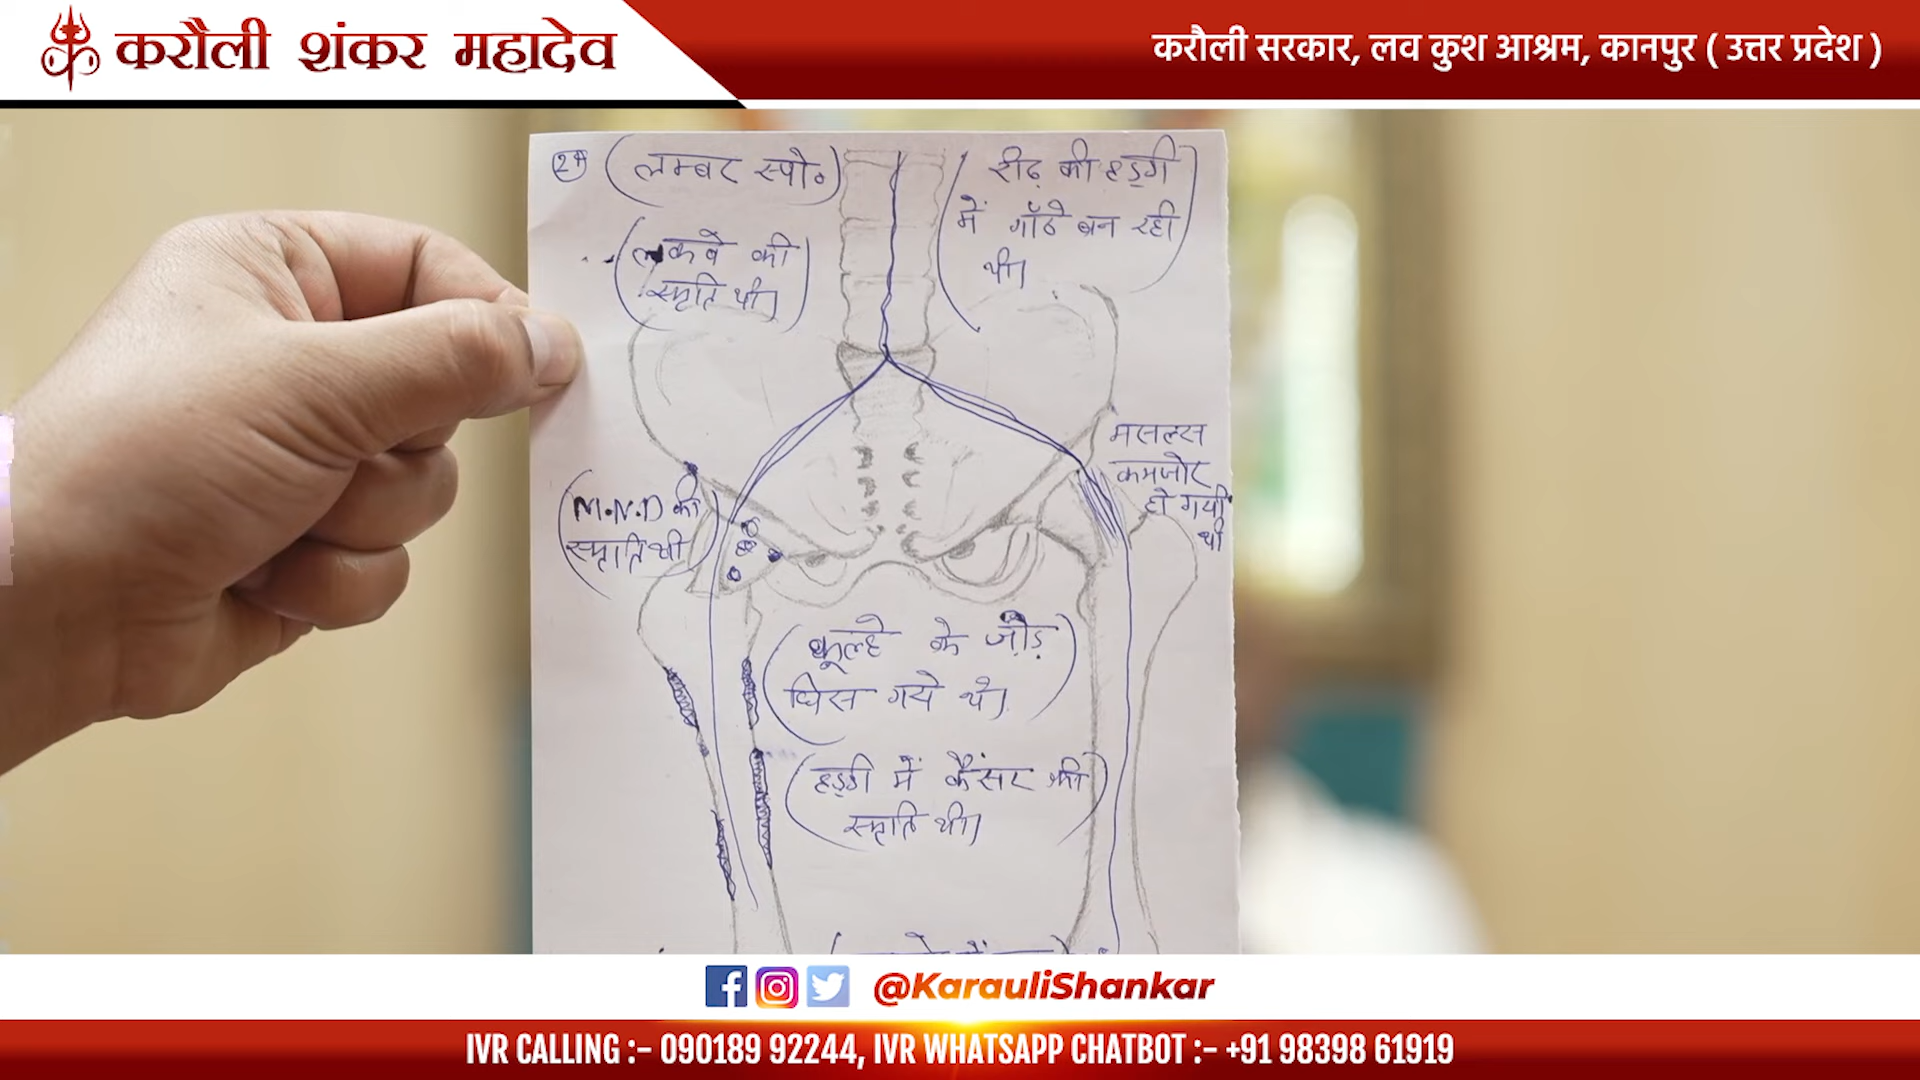 करौली शंकर महादेव
करौली सरकार, लव कुश आश्रम, कानपुर ( उत्तर प्रदेश )
(लम्बर स्पो॰)
रीढ़ की हड्डी
में गाँठे बन रही
थी।
(लकवे की
स्मृति थी।)
मसल्स
कमजोर
हो गयी
थी
(M.N.D की
स्मृति थी)
(कूल्हे के जोड़
घिस गये थे।)
(हड्डी में कैंसर की
स्मृति थी।)
@KarauliShankar
IVR CALLING :- 090189 92244, IVR WHATSAPP CHATBOT :- +91 98398 61919